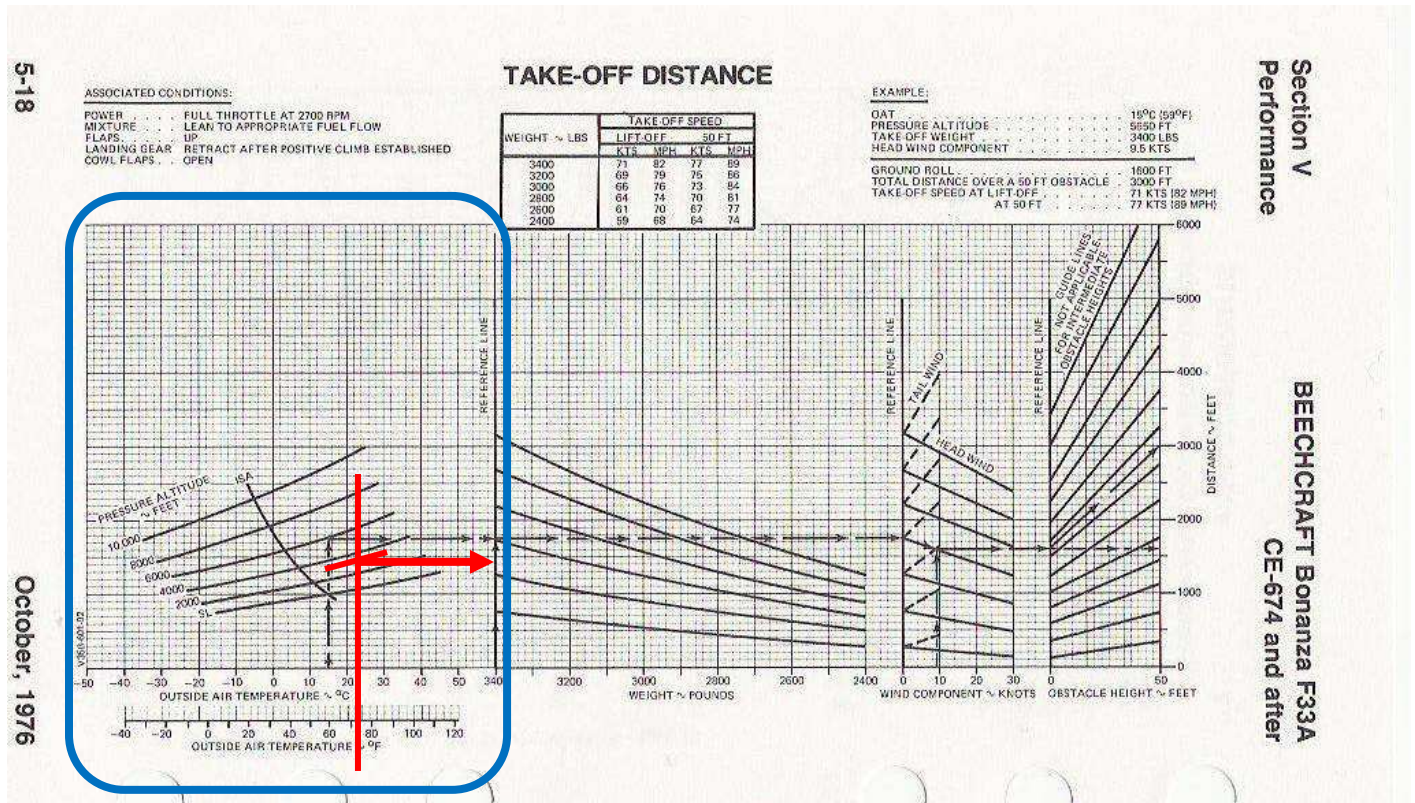 TAKE-OFF DISTANCE
ASSOCIATED CONDITIONS:
POWER . . . . FULL THROTTLE AT 2700 RPM
MIXTURE . . . LEAN TO APPROPRIATE FUEL FLOW
FLAPS. . . . . UP
LANDING GEAR RETRACT AFTER POSITIVE CLIMB ESTABLISHED
COWL FLAPS . . OPEN
WEIGHT ~ LBS TAKE-OFF SPEED
LIFT-OFF 50 FT
KTS MPH KTS MPH
3400 71 82 77 89
3200 69 79 75 86
3000 66 76 73 84
2800 64 74 70 81
2600 61 70 67 77
2400 59 68 64 74
EXAMPLE:
OAT . . . . . . . . . . 15°C (59°F)
PRESSURE ALTITUDE . . . . . . . . . . 5650 FT
TAKE-OFF WEIGHT . . . . . . . . . . 3400 LBS
HEAD WIND COMPONENT . . . . . . . . . . 9.5 KTS
GROUND ROLL . . . . . . . . . . 1600 FT
TOTAL DISTANCE OVER A 50 FT OBSTACLE . 3000 FT
TAKE-OFF SPEED AT LIFT-OFF . . . . . . 71 KTS (82 MPH)
AT 50 FT . . . . . . 77 KTS (89 MPH)
Section V
Performance
BEECHCRAFT Bonanza F33A
CE-674 and after
5-18
October, 1976
PRESSURE ALTITUDE
~ FEET
ISA
10,000
8000
6000
4000
2000
SL
REFERENCE LINE
REFERENCE LINE
TAIL WIND
HEAD WIND
REFERENCE LINE
GUIDE LINES
NOT APPLICABLE
FOR INTERMEDIATE
OBSTACLE HEIGHTS
6000
5000
4000
3000
2000
1000
0
DISTANCE ~ FEET
-50 -40 -30 -20 -10 0 10 20 30 40 50
OUTSIDE AIR TEMPERATURE ~ °C
-40 -20 0 20 40 60 80 100 120
OUTSIDE AIR TEMPERATURE ~ °F
3200 3000 2800 2600 2400
WEIGHT ~ POUNDS
0 10 20 30
WIND COMPONENT ~ KNOTS
0 50
OBSTACLE HEIGHT ~ FEET